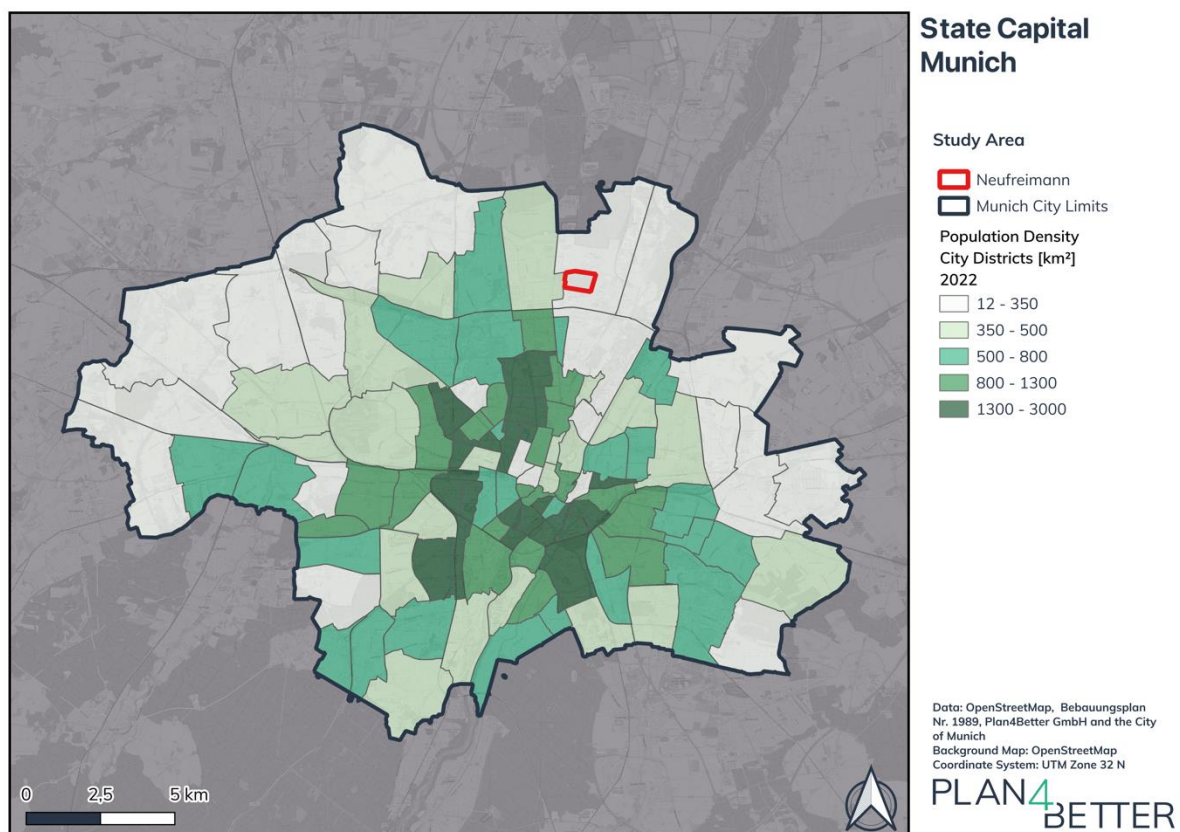 State Capital
Munich
Study Area
Neufreimann
Munich City Limits
Population Density
City Districts [km²]
2022
12 - 350
350 - 500
500 - 800
800 - 1300
1300 - 3000
0 2,5 5 km
Data: OpenStreetMap, Bebauungsplan
Nr. 1989, Plan4Better GmbH and the City
of Munich
Background Map: OpenStreetMap
Coordinate System: UTM Zone 32 N
PLAN4
BETTER